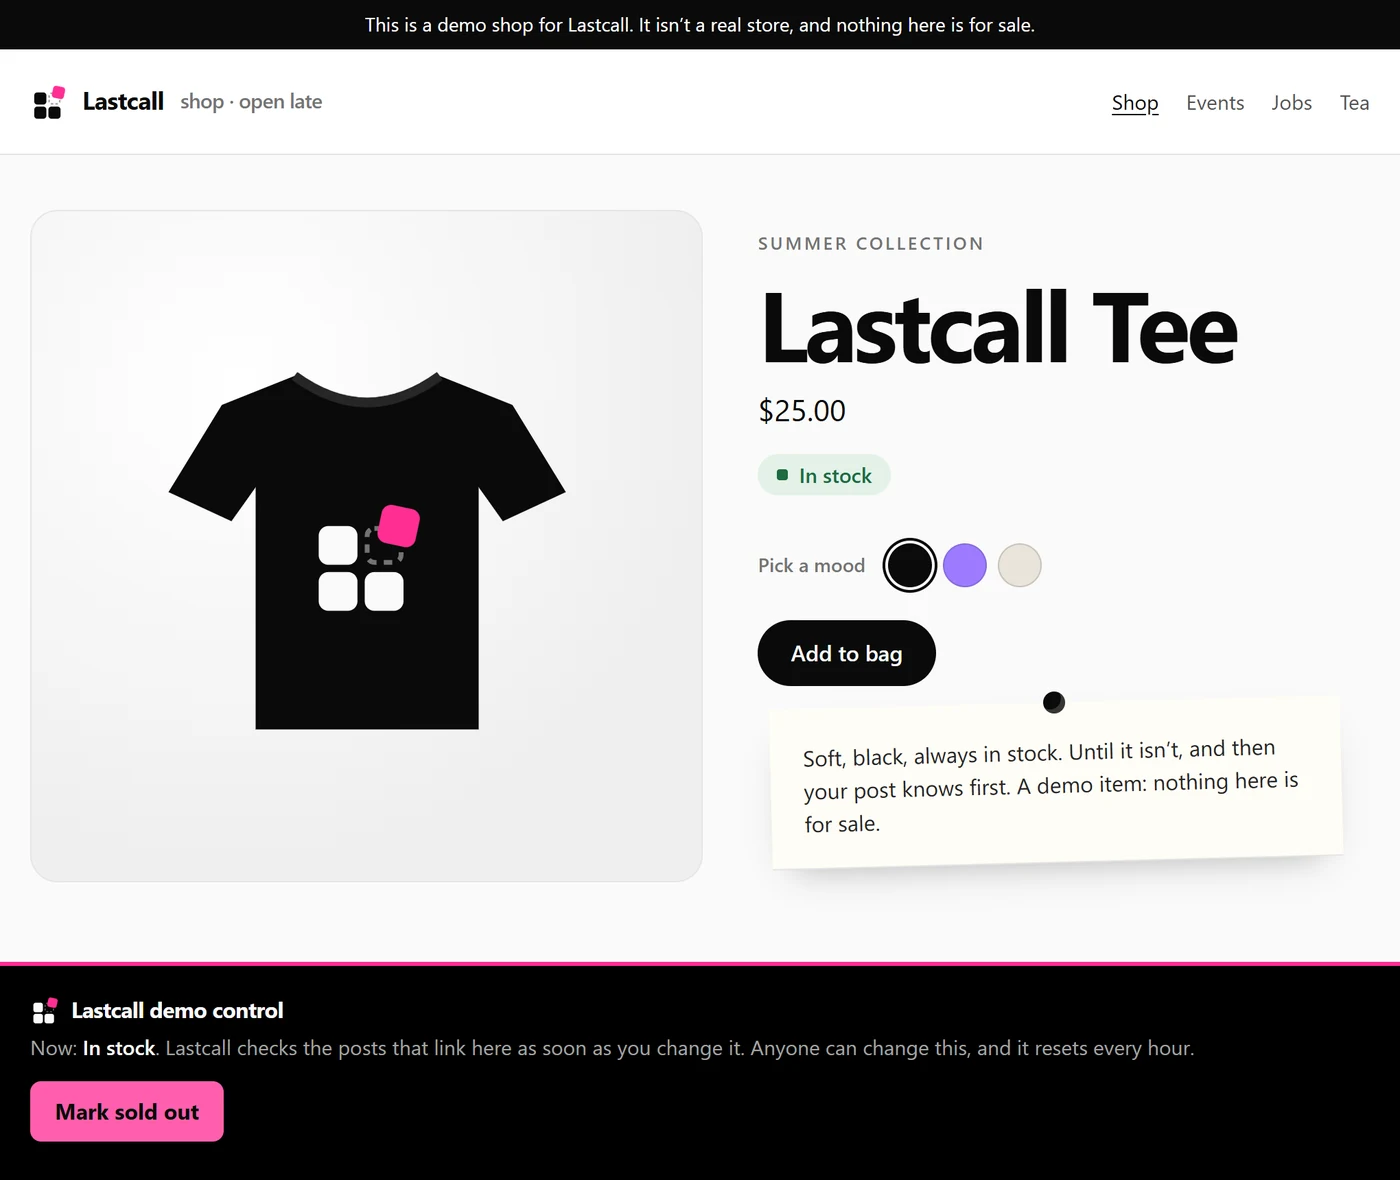 This is a demo shop for Lastcall. It isn’t a real store, and nothing here is for sale.
Lastcall shop · open late
Shop Events Jobs Tea
SUMMER COLLECTION
Lastcall Tee
$25.00
In stock
Pick a mood
Add to bag
Soft, black, always in stock. Until it isn’t, and then
your post knows first. A demo item: nothing here is
for sale.
Lastcall demo control
Now: In stock. Lastcall checks the posts that link here as soon as you change it. Anyone can change this, and it resets every hour.
Mark sold out